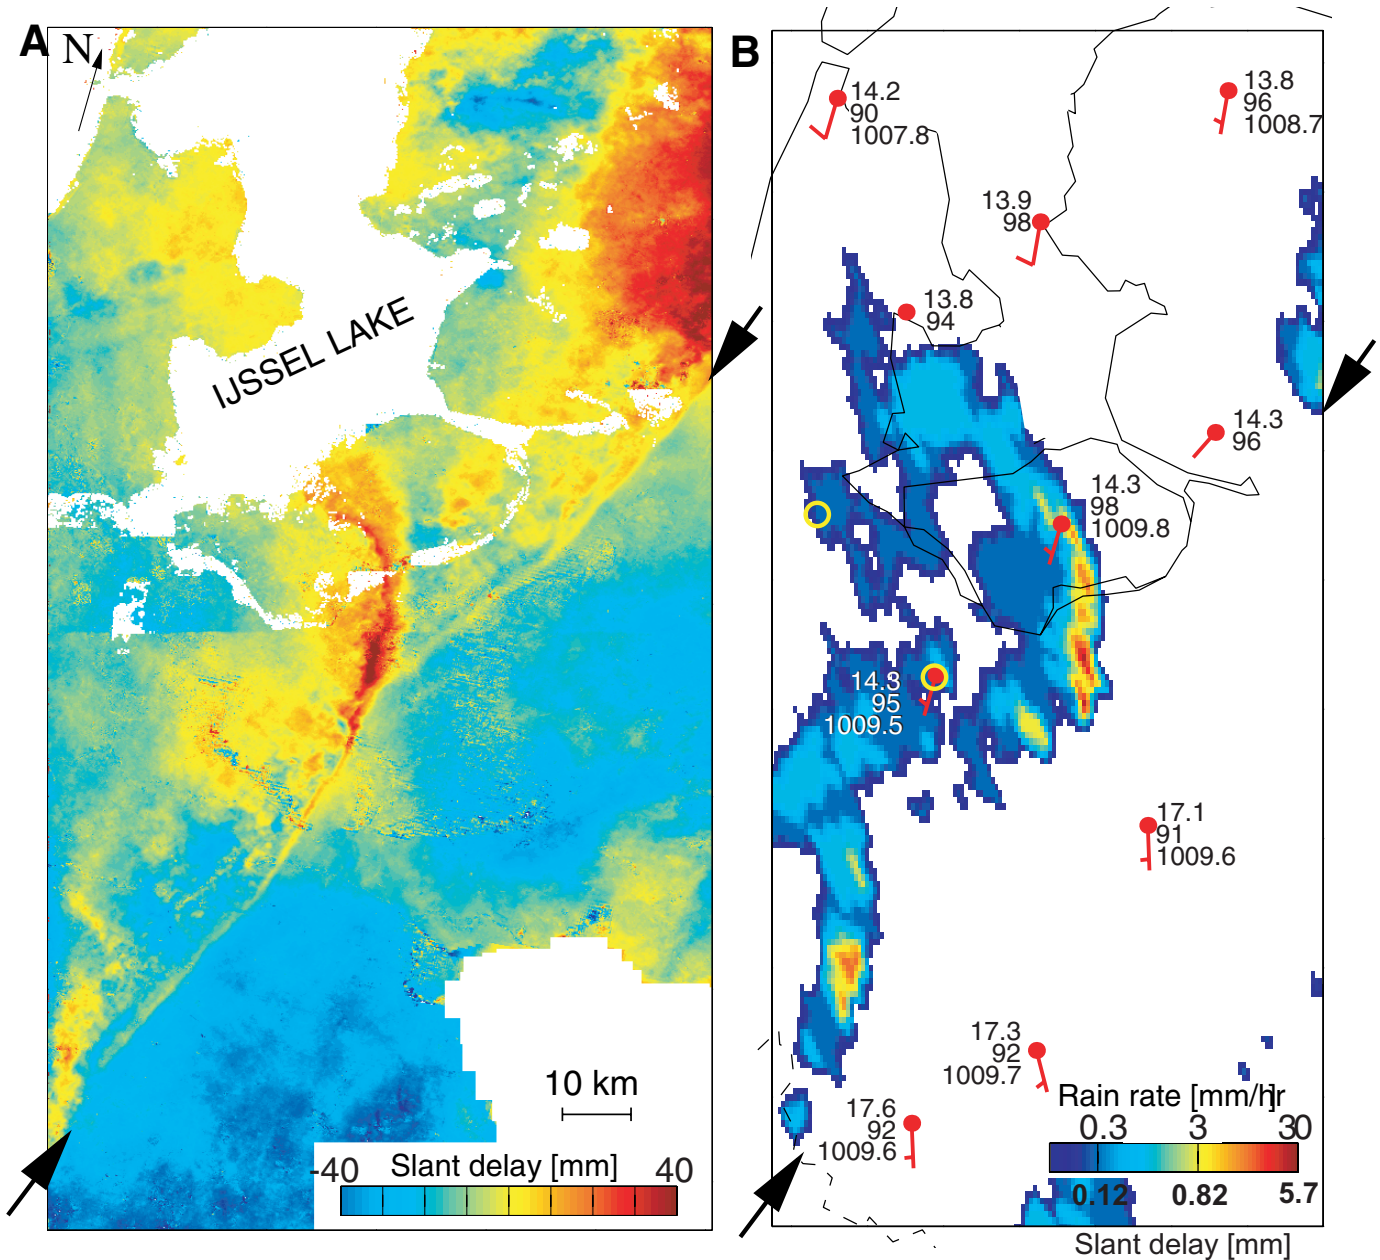 A
N
IJSSEL LAKE
10 km
-40 Slant delay [mm] 40
B
14.2
90
1007.8
13.8
96
1008.7
13.9
98
13.8
94
14.3
96
14.3
98
1009.8
14.3
95
1009.5
17.1
91
1009.6
17.3
92
1009.7
17.6
92
1009.6
Rain rate [mm/hr]
0.3 3 30
0.12 0.82 5.7
Slant delay [mm]